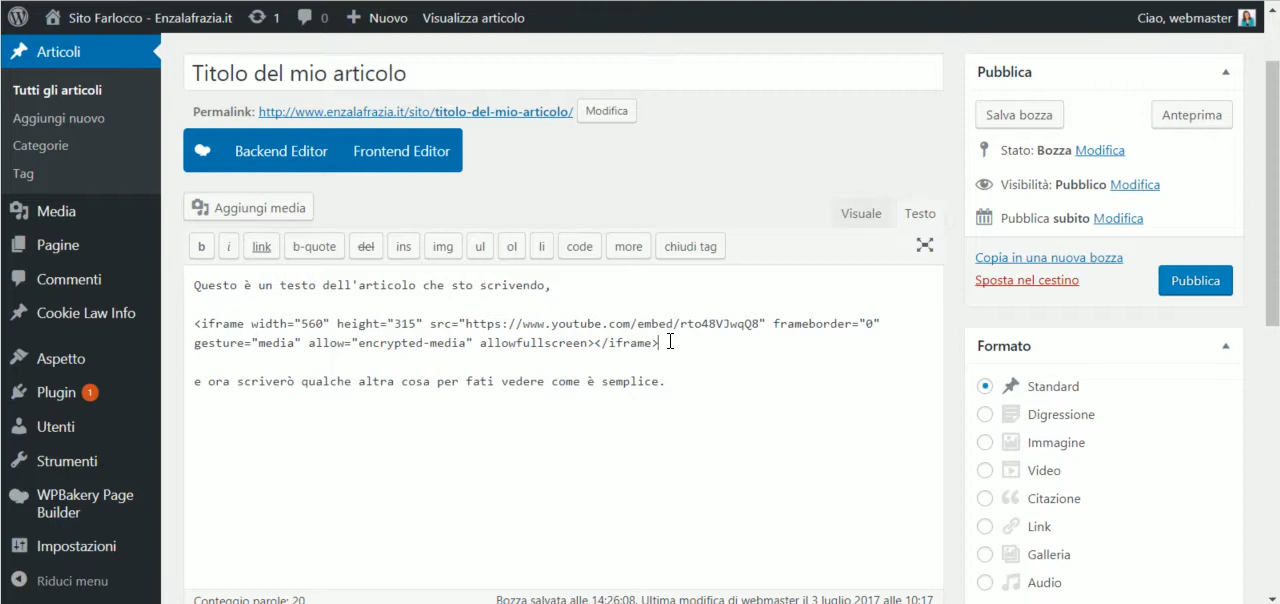 Sito Farlocco - Enzalafrazia.it 1 0 Nuovo Visualizza articolo Ciao, webmaster
Articoli
Tutti gli articoli
Aggiungi nuovo
Categorie
Tag
Media
Pagine
Commenti
Cookie Law Info
Aspetto
Plugin 1
Utenti
Strumenti
WPBakery Page
Builder
Impostazioni
Riduci menu
Titolo del mio articolo
Permalink: http://www.enzalafrazia.it/sito/titolo-del-mio-articolo/ Modifica
Backend Editor Frontend Editor
Aggiungi media
Visuale Testo
b i link b-quote del ins img ul ol li code more chiudi tag
Questo è un testo dell'articolo che sto scrivendo,
<iframe width="560" height="315" src="https://www.youtube.com/embed/rto48VJwqQ8" frameborder="0"
gesture="media" allow="encrypted-media" allowfullscreen></iframe>
e ora scriverò qualche altra cosa per fati vedere come è semplice.
Conteggio parole: 20 Bozza salvata alle 14:26:08. Ultima modifica di webmaster il 3 luglio 2017 alle 10:17
Pubblica
Salva bozza Anteprima
Stato: Bozza Modifica
Visibilità: Pubblico Modifica
Pubblica subito Modifica
Copia in una nuova bozza
Sposta nel cestino
Pubblica
Formato
Standard
Digressione
Immagine
Video
Citazione
Link
Galleria
Audio